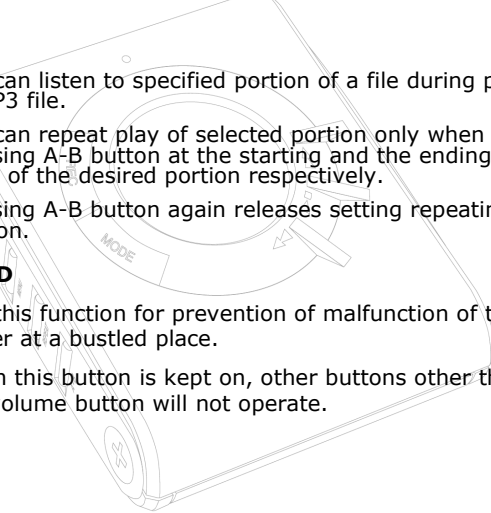 can listen to specified portion of a file during p
P3 file.
can repeat play of selected portion only when
sing A-B button at the starting and the ending
of the desired portion respectively.
sing A-B button again releases setting repeatin
on.
D
this function for prevention of malfunction of t
er at a bustled place.
n this button is kept on, other buttons other th
volume button will not operate.
MODE